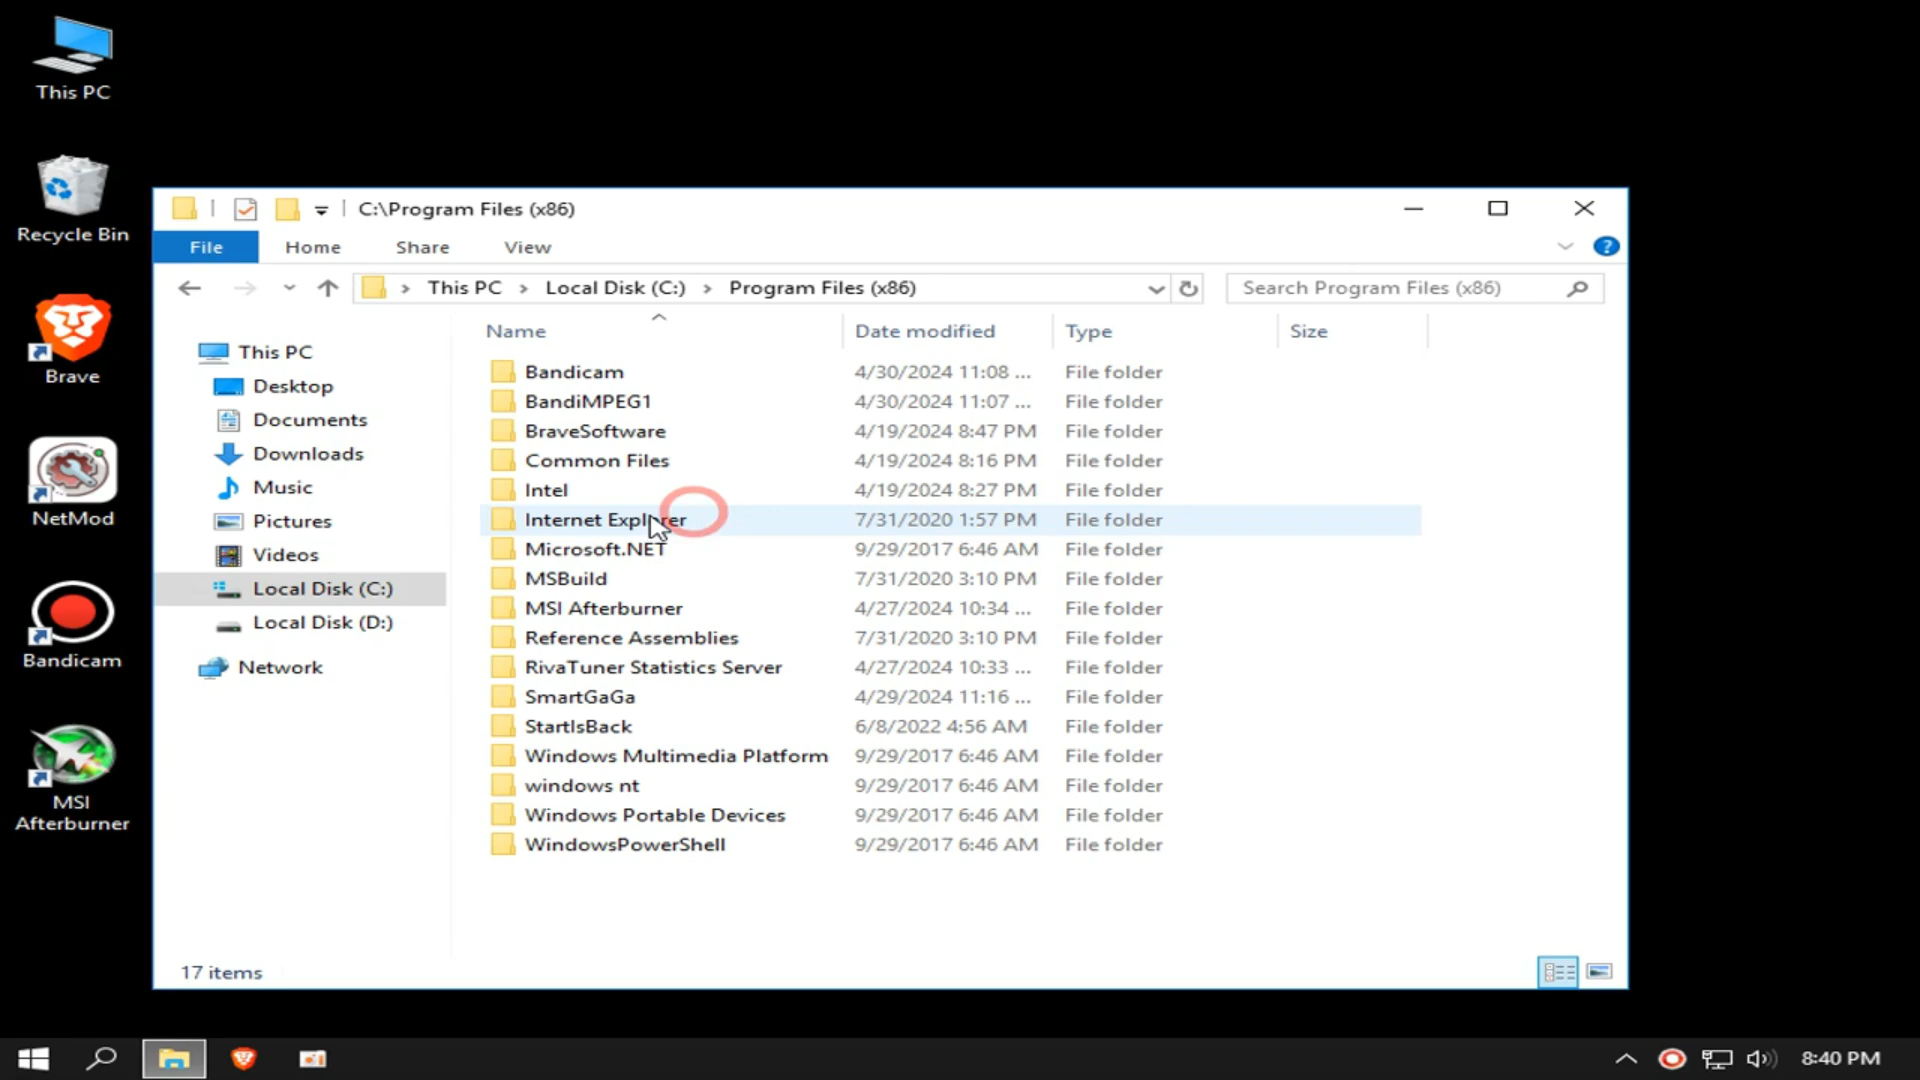 This PC
Recycle Bin
Brave
NetMod
Bandicam
MSI
Afterburner
C:\Program Files (x86)
File Home Share View
This PC Local Disk (C:) Program Files (x86)
Search Program Files (x86)
This PC
Desktop
Documents
Downloads
Music
Pictures
Videos
Local Disk (C:)
Local Disk (D:)
Network
Name Date modified Type Size
Bandicam 4/30/2024 11:08 ... File folder
BandiMPEG1 4/30/2024 11:07 ... File folder
BraveSoftware 4/19/2024 8:47 PM File folder
Common Files 4/19/2024 8:16 PM File folder
Intel 4/19/2024 8:27 PM File folder
Internet Explorer 7/31/2020 1:57 PM File folder
Microsoft.NET 9/29/2017 6:46 AM File folder
MSBuild 7/31/2020 3:10 PM File folder
MSI Afterburner 4/27/2024 10:34 ... File folder
Reference Assemblies 7/31/2020 3:10 PM File folder
RivaTuner Statistics Server 4/27/2024 10:33 ... File folder
SmartGaGa 4/29/2024 11:16 ... File folder
StartIsBack 6/8/2022 4:56 AM File folder
Windows Multimedia Platform 9/29/2017 6:46 AM File folder
windows nt 9/29/2017 6:46 AM File folder
Windows Portable Devices 9/29/2017 6:46 AM File folder
WindowsPowerShell 9/29/2017 6:46 AM File folder
17 items
8:40 PM